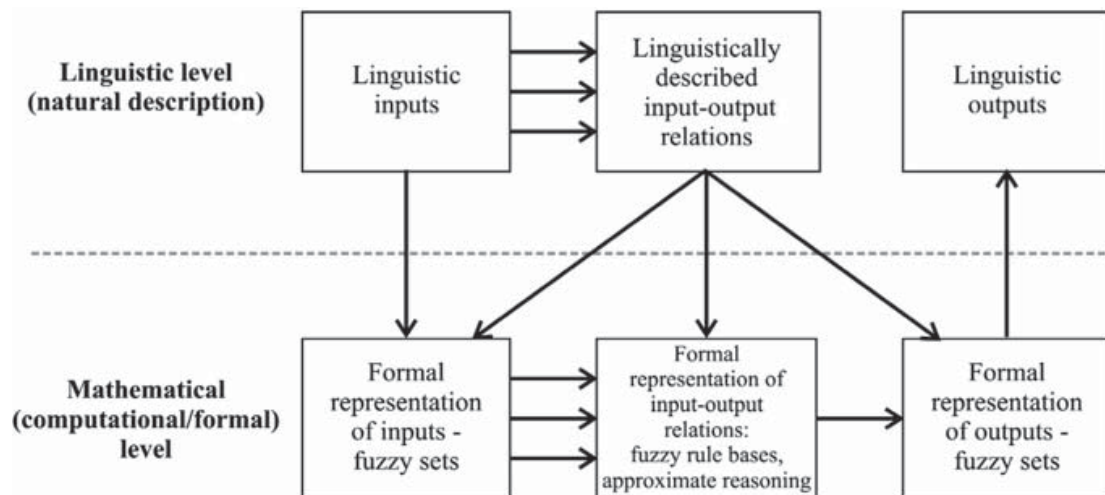 Linguistic level
(natural description)
Linguistic
inputs
Linguistically
described
input-output
relations
Linguistic
outputs
Mathematical
(computational/formal)
level
Formal
representation
of inputs -
fuzzy sets
Formal
representation of
input-output
relations:
fuzzy rule bases,
approximate reasoning
Formal
representation
of outputs -
fuzzy sets